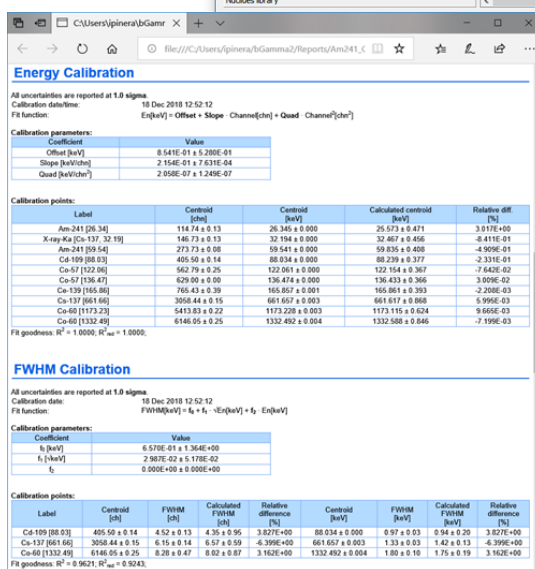 Nuclides library
C:\Users\ipinera\bGamr
file:///C:/Users/ipinera/bGamma2/Reports/Am241_C
Energy Calibration
All uncertainties are reported at 1.0 sigma.
Calibration date/time: 18 Dec 2018 12:52:12
Fit function: En[keV] = Offset + Slope · Channel[chn] + Quad · Channel²[chn²]
Calibration parameters:
Coefficient Value
Offset [keV] 8.541E-01 ± 5.280E-01
Slope [keV/chn] 2.154E-01 ± 7.631E-04
Quad [keV/chn²] 2.058E-07 ± 1.249E-07
Calibration points:
Label Centroid [chn] Centroid [keV] Calculated centroid [keV] Relative diff. [%]
Am-241 [26.34] 114.74 ± 0.13 26.345 ± 0.000 25.573 ± 0.471 3.017E+00
X-ray-Ka [Cs-137, 32.19] 146.73 ± 0.13 32.194 ± 0.000 32.467 ± 0.456 -8.411E-01
Am-241 [59.54] 273.73 ± 0.08 59.541 ± 0.000 59.835 ± 0.408 -4.909E-01
Cd-109 [88.03] 405.50 ± 0.14 88.034 ± 0.000 88.239 ± 0.377 -2.331E-01
Co-57 [122.06] 562.79 ± 0.25 122.061 ± 0.000 122.154 ± 0.367 -7.642E-02
Co-57 [136.47] 629.00 ± 0.00 136.474 ± 0.000 136.433 ± 0.366 3.009E-02
Ce-139 [165.86] 765.43 ± 0.39 165.857 ± 0.001 165.861 ± 0.393 -2.208E-03
Cs-137 [661.66] 3058.44 ± 0.15 661.657 ± 0.003 661.617 ± 0.868 5.995E-03
Co-60 [1173.23] 5413.83 ± 0.22 1173.228 ± 0.003 1173.115 ± 0.624 9.665E-03
Co-60 [1332.49] 6146.05 ± 0.25 1332.492 ± 0.004 1332.588 ± 0.846 -7.199E-03
Fit goodness: R² = 1.0000; R²red = 1.0000;
FWHM Calibration
All uncertainties are reported at 1.0 sigma.
Calibration date: 18 Dec 2018 12:52:12
Fit function: FWHM[keV] = f₀ + f₁ · √En[keV] + f₂ · En[keV]
Calibration parameters:
Coefficient Value
f₀ [keV] 6.570E-01 ± 1.364E+00
f₁ [√keV] 2.987E-02 ± 5.178E-02
f₂ 0.000E+00 ± 0.000E+00
Calibration points:
Label Centroid [ch] FWHM [ch] Calculated FWHM [ch] Relative difference [%] Centroid [keV] FWHM [keV] Calculated FWHM [keV] Relative difference [%]
Cd-109 [88.03] 405.50 ± 0.14 4.52 ± 0.13 4.35 ± 0.95 3.827E+00 88.034 ± 0.000 0.97 ± 0.03 0.94 ± 0.20 3.827E+00
Cs-137 [661.66] 3058.44 ± 0.15 6.15 ± 0.14 6.57 ± 0.59 -6.399E+00 661.657 ± 0.003 1.33 ± 0.03 1.42 ± 0.13 -6.399E+00
Co-60 [1332.49] 6146.05 ± 0.25 8.28 ± 0.47 8.02 ± 0.87 3.162E+00 1332.492 ± 0.004 1.80 ± 0.10 1.75 ± 0.19 3.162E+00
Fit goodness: R² = 0.9621; R²red = 0.9243;